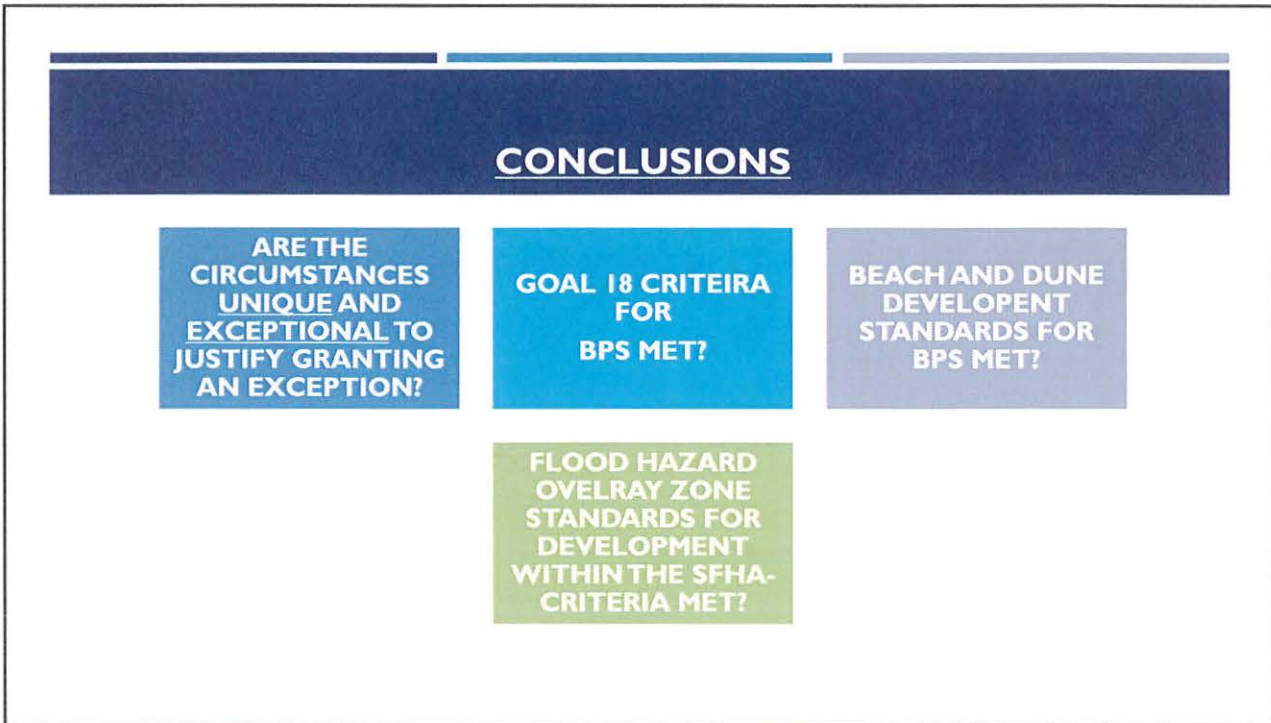 CONCLUSIONS
ARE THE
CIRCUMSTANCES
UNIQUE AND
EXCEPTIONAL TO
JUSTIFY GRANTING
AN EXCEPTION?
GOAL 18 CRITEIRA
FOR
BPS MET?
BEACH AND DUNE
DEVELOPENT
STANDARDS FOR
BPS MET?
FLOOD HAZARD
OVELRAY ZONE
STANDARDS FOR
DEVELOPMENT
WITHIN THE SFHA-
CRITERIA MET?